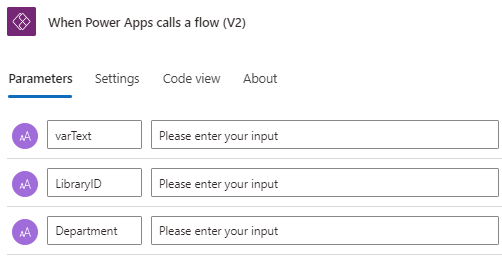 When Power Apps calls a flow (V2)
Parameters Settings Code view About
AA varText Please enter your input
AA LibraryID Please enter your input
AA Department Please enter your input